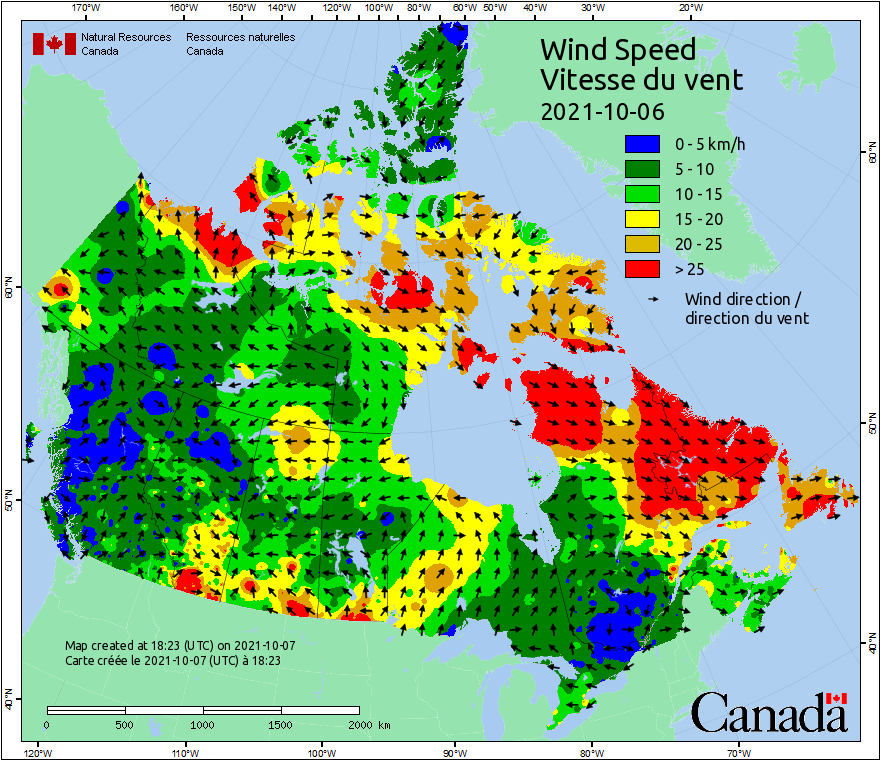 170°W 160°W 150°W 140°W 120°W 100°W 80°W 60°W 50°W 40°W 30°W 20°W
Natural Resources Canada
Ressources naturelles Canada
Wind Speed
Vitesse du vent
2021-10-06
0 - 5 km/h
5 - 10
10 - 15
15 - 20
20 - 25
> 25
Wind direction /
direction du vent
60°N
50°N
40°N
60°N
50°N
40°N
Map created at 18:23 (UTC) on 2021-10-07
Carte créée le 2021-10-07 (UTC) à 18:23
0 500 1000 1500 2000 km
Canada
120°W 110°W 100°W 90°W 80°W 70°W